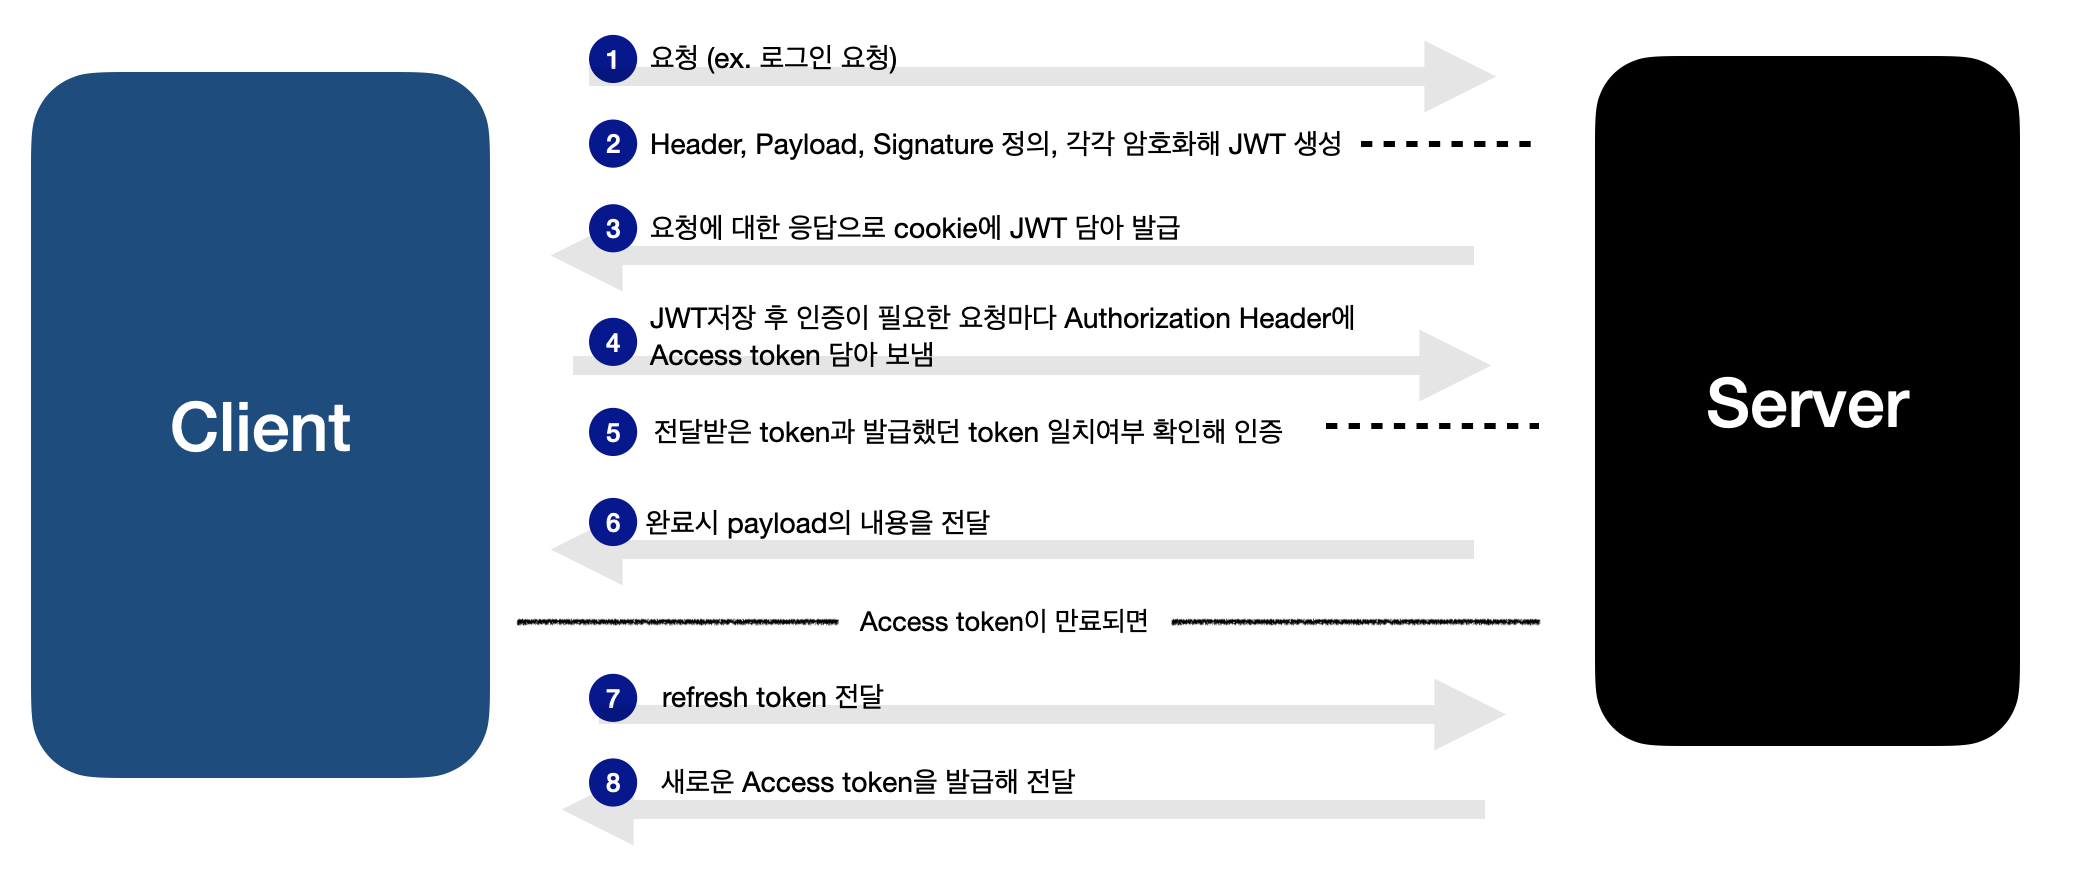 Client
1 요청 (ex. 로그인 요청)
2 Header, Payload, Signature 정의, 각각 암호화해 JWT 생성
3 요청에 대한 응답으로 cookie에 JWT 담아 발급
4 JWT저장 후 인증이 필요한 요청마다 Authorization Header에
Access token 담아 보냄
5 전달받은 token과 발급했던 token 일치여부 확인해 인증
6 완료시 payload의 내용을 전달
Access token이 만료되면
7 refresh token 전달
8 새로운 Access token을 발급해 전달
Server